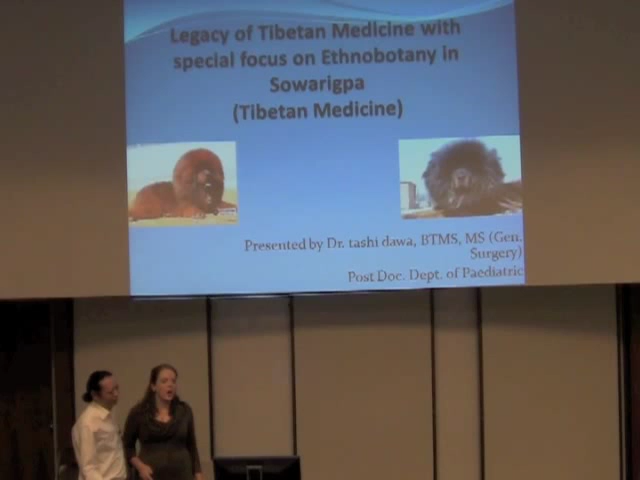 Legacy of Tibetan Medicine with
special focus on Ethnobotany in
Sowarigpa
(Tibetan Medicine)
Presented by Dr. tashi dawa, BTMS, MS (Gen.
Surgery)
Post Doc. Dept. of Paediatric